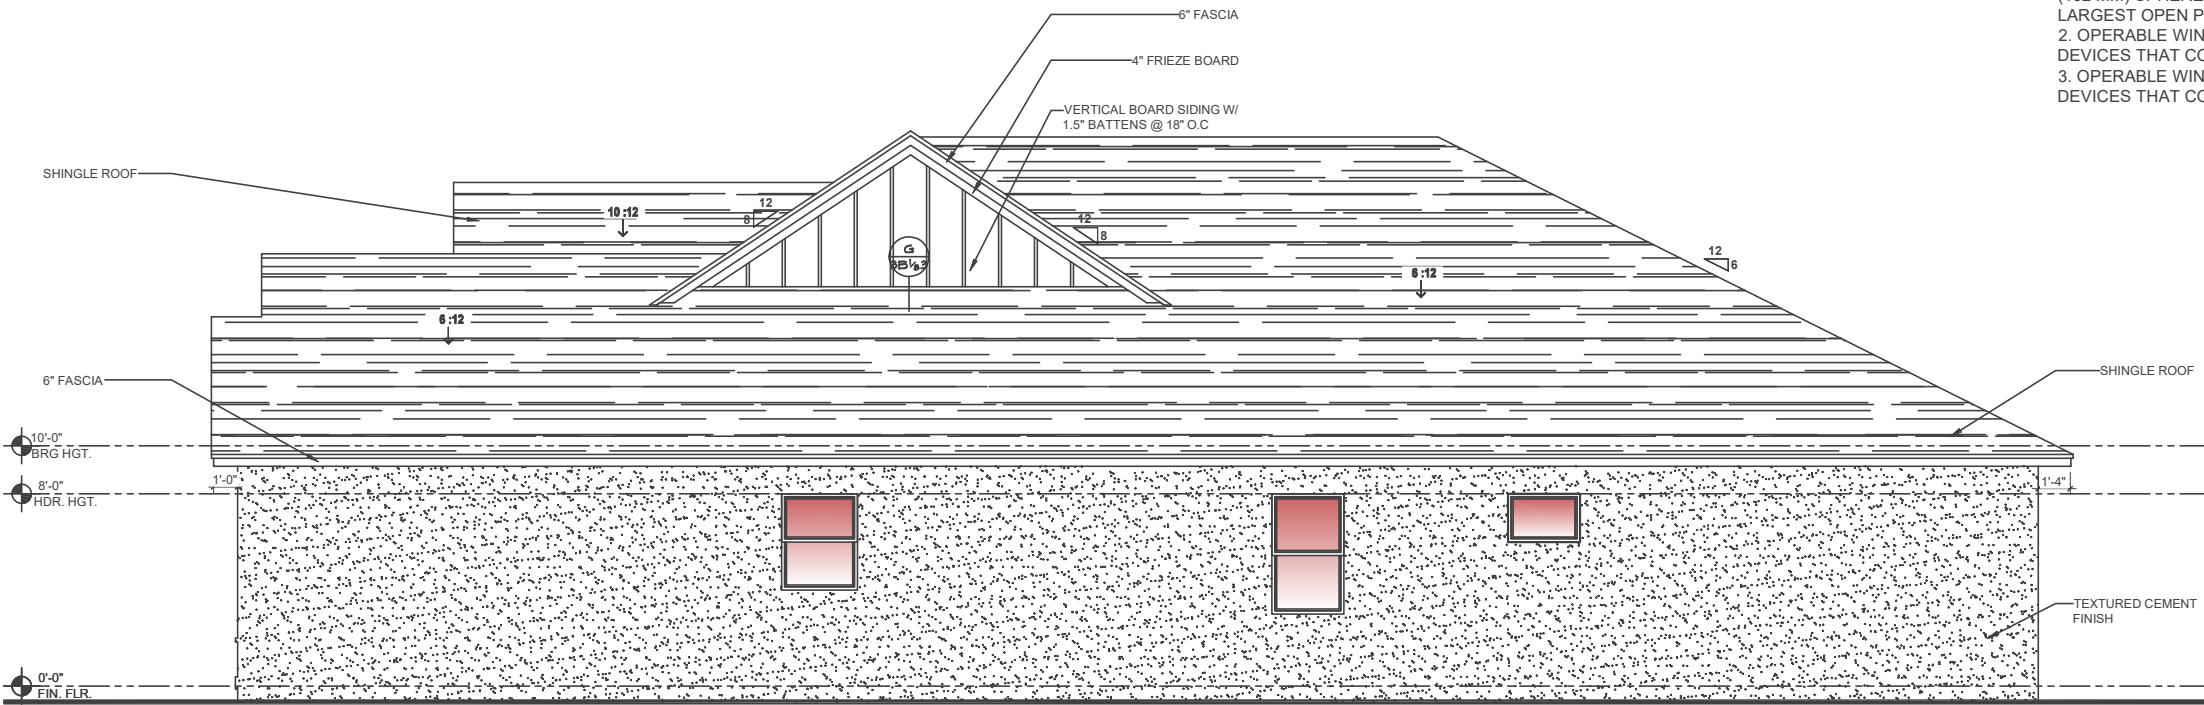 LARGEST OPEN P
2. OPERABLE WIN
DEVICES THAT CO
3. OPERABLE WIN
DEVICES THAT CO
6" FASCIA
4" FRIEZE BOARD
VERTICAL BOARD SIDING W/
1.5" BATTENS @ 18" O.C
SHINGLE ROOF
10 :12
12
8
12
8
G
12
6
6 :12
6 :12
6" FASCIA
SHINGLE ROOF
10'-0"
BRG HGT.
1'-0"
8'-0"
HDR. HGT.
1'-4"
TEXTURED CEMENT
FINISH
0'-0"
FIN. FLR.